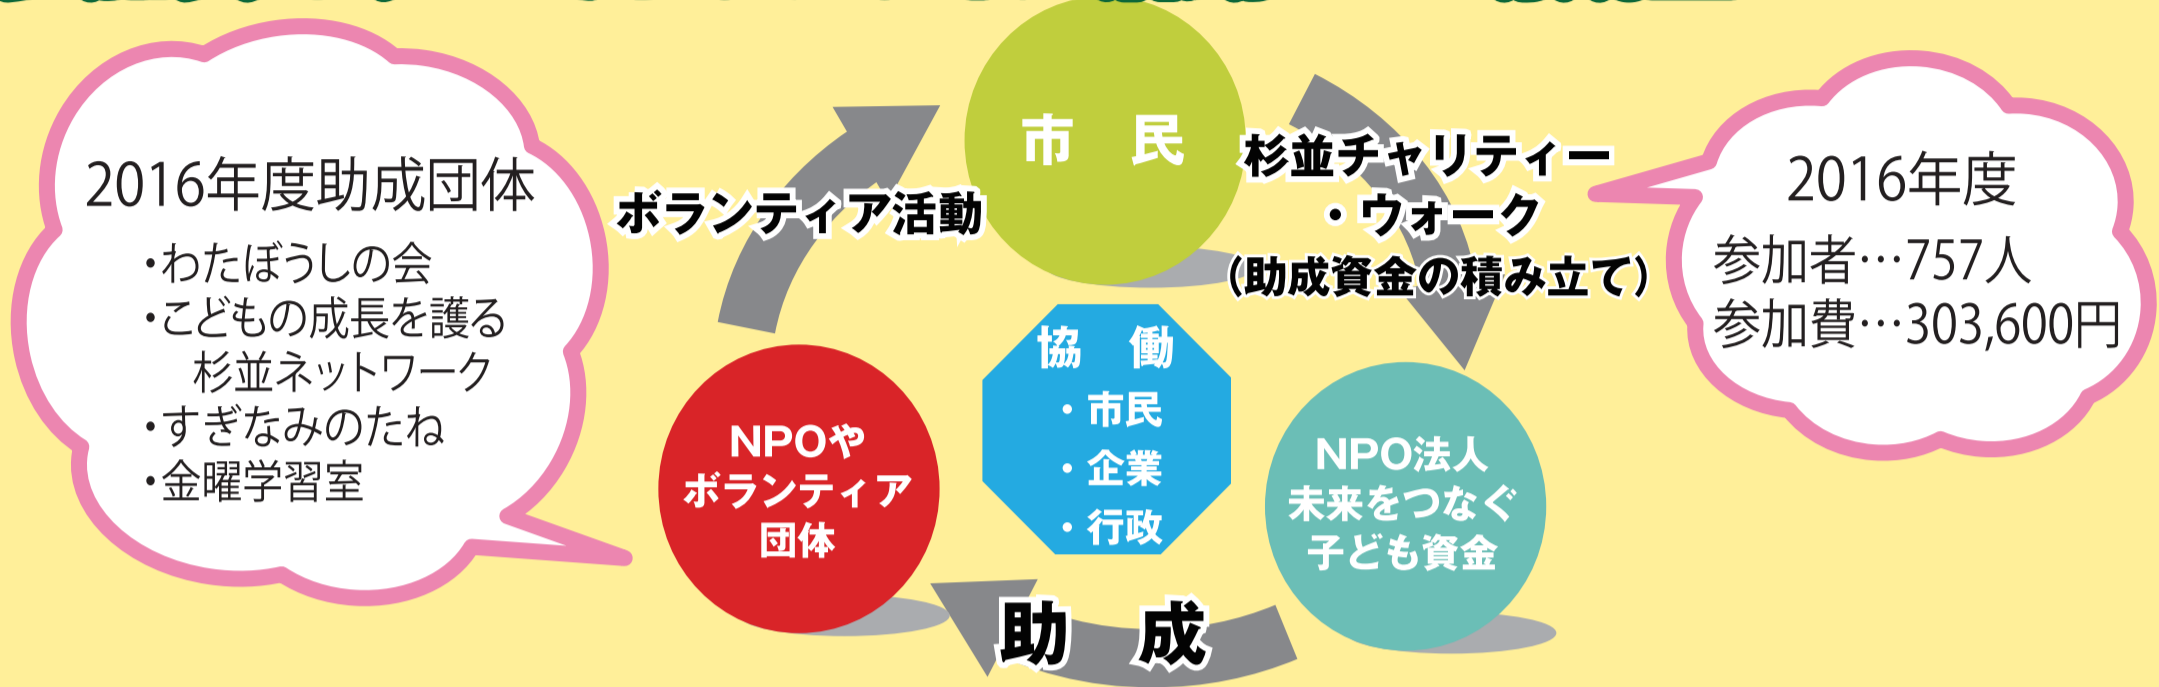 2016年度助成団体
・わたぼうしの会
・こどもの成長を護る
杉並ネットワーク
・すぎなみのたね
・金曜学習室
ボランティア活動
市　民
杉並チャリティー
・ウォーク
（助成資金の積み立て）
2016年度
参加者…757人
参加費…303,600円
協　働
・市民
・企業
・行政
NPOや
ボランティア
団体
NPO法人
未来をつなぐ
子ども資金
助　成